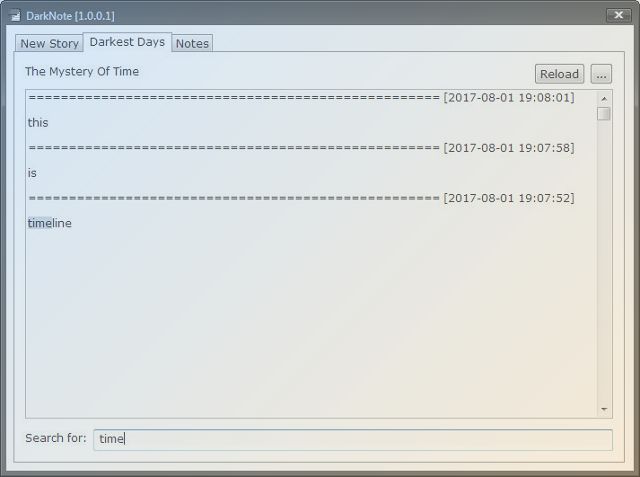 DarkNote [1.0.0.1]
New Story Darkest Days Notes
The Mystery Of Time
Reload ...
=================================================== [2017-08-01 19:08:01]
this
=================================================== [2017-08-01 19:07:58]
is
=================================================== [2017-08-01 19:07:52]
timeline
Search for: time